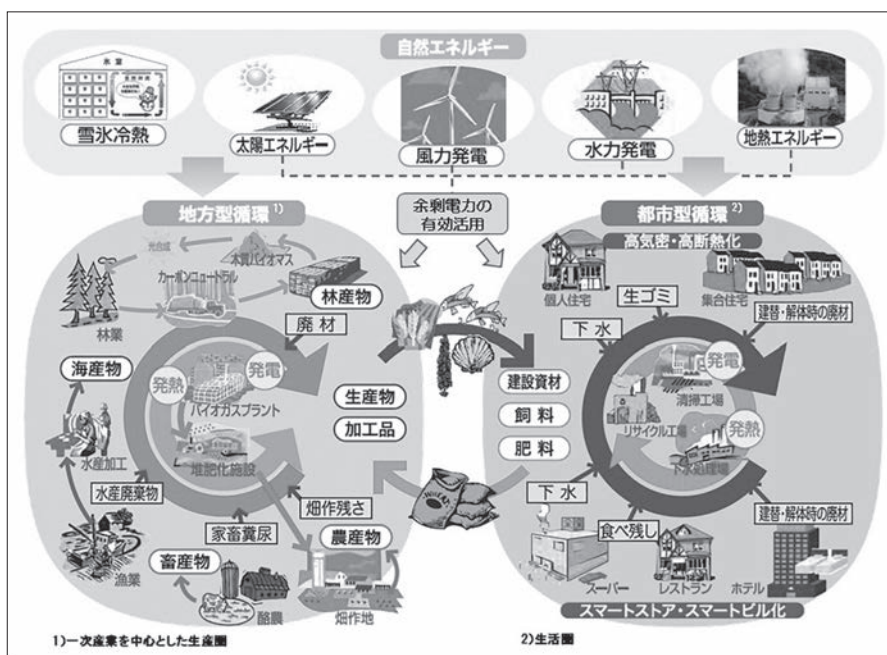 自然エネルギー
氷室
雪氷冷熱
太陽エネルギー
風力発電
水力発電
地熱エネルギー
地方型循環1)
余剰電力の
有効活用
都市型循環2)
高気密・高断熱化
光合成
木質バイオマス
カーボンニュートラル
林業
林産物
廃材
個人住宅
集合住宅
生ゴミ
下水
建替・解体時の廃材
海産物
発熱
発電
バイオガスプラント
堆肥化施設
水産加工
水産廃棄物
家畜糞尿
畑作残さ
漁業
畜産物
酪農
農産物
畑作地
生産物
加工品
建設資材
飼料
肥料
発電
清掃工場
リサイクル工場
発熱
下水処理場
下水
食べ残し
建替・解体時の廃材
スーパー
レストラン
ホテル
スマートストア・スマートビル化
1)一次産業を中心とした生産圏
2)生活圏